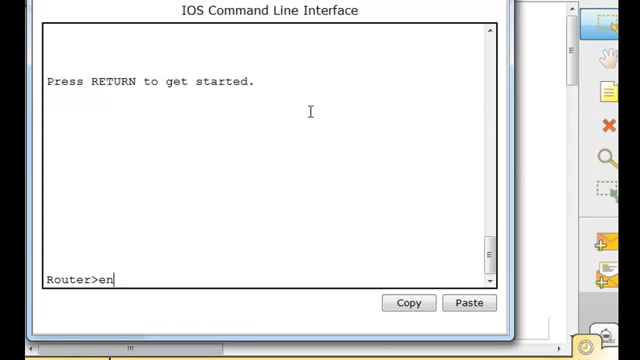 IOS Command Line Interface
Press RETURN to get started.
Router>en
Copy
Paste